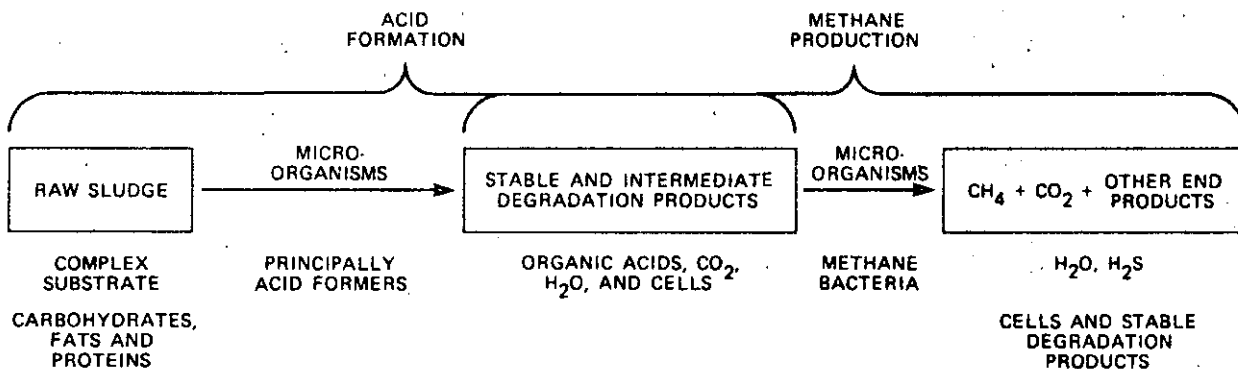 ACID
FORMATION
METHANE
PRODUCTION
RAW SLUDGE
MICRO-
ORGANISMS
STABLE AND INTERMEDIATE
DEGRADATION PRODUCTS
MICRO-
ORGANISMS
CH4 + CO2 + OTHER END
PRODUCTS
COMPLEX
SUBSTRATE
CARBOHYDRATES,
FATS AND
PROTEINS
PRINCIPALLY
ACID FORMERS
ORGANIC ACIDS, CO2,
H2O, AND CELLS
METHANE
BACTERIA
H2O, H2S
CELLS AND STABLE
DEGRADATION
PRODUCTS